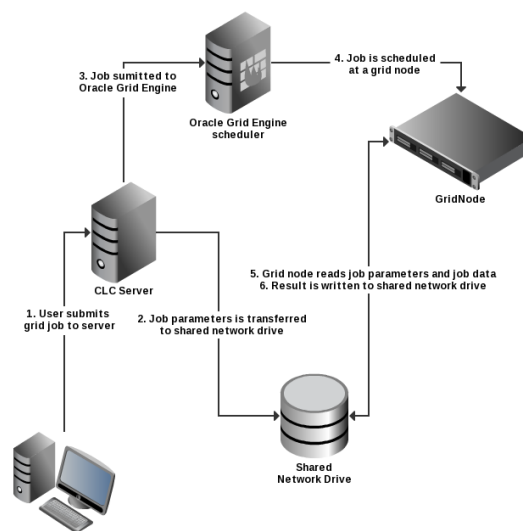 3. Job sumitted to
Oracle Grid Engine
4. Job is scheduled
at a grid node
Oracle Grid Engine
scheduler
GridNode
CLC Server
1. User submits
grid job to server
2. Job parameters is transferred
to shared network drive
5. Grid node reads job parameters and job data
6. Result is written to shared network drive
Shared
Network Drive